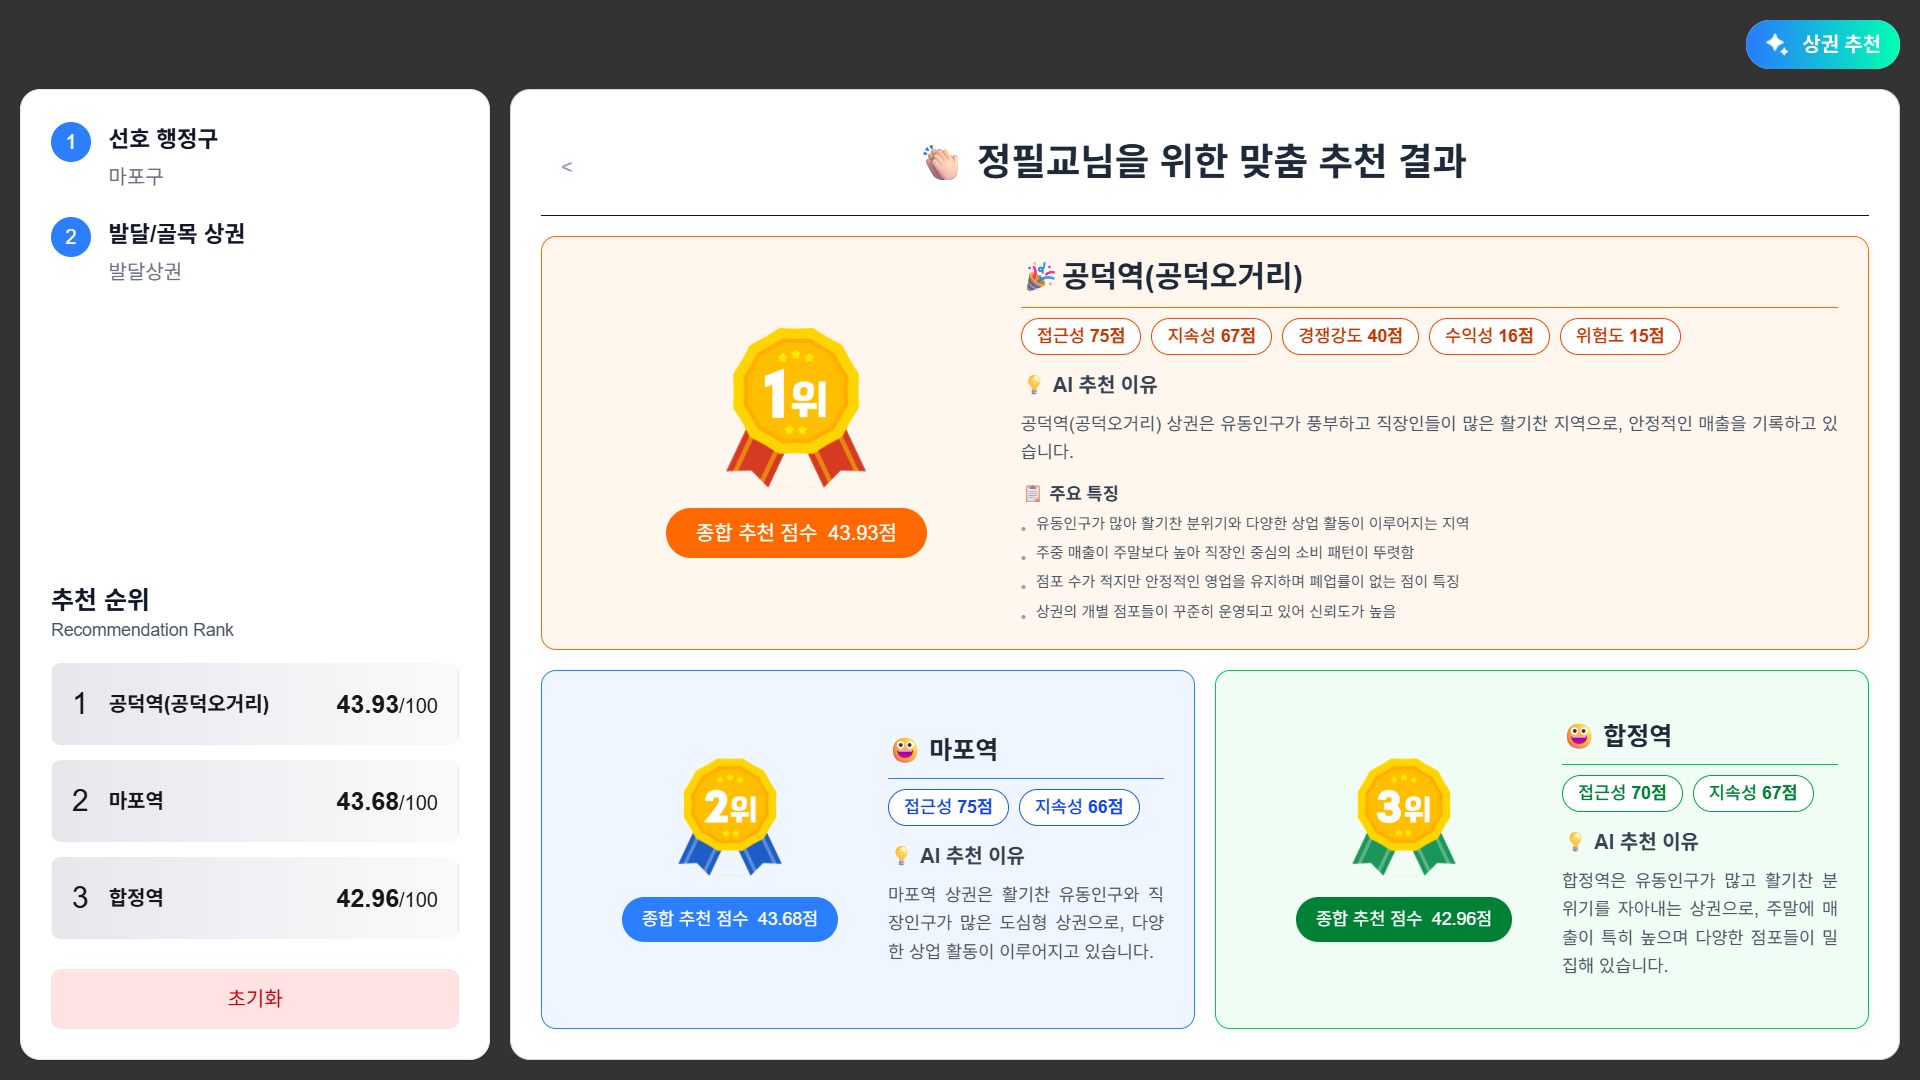 상권 추천
1 선호 행정구
마포구
2 발달/골목 상권
발달상권
추천 순위
Recommendation Rank
1 공덕역(공덕오거리) 43.93/100
2 마포역 43.68/100
3 합정역 42.96/100
초기화
< 정필교님을 위한 맞춤 추천 결과
1위
종합 추천 점수 43.93점
공덕역(공덕오거리)
접근성 75점 지속성 67점 경쟁강도 40점 수익성 16점 위험도 15점
AI 추천 이유
공덕역(공덕오거리) 상권은 유동인구가 풍부하고 직장인들이 많은 활기찬 지역으로, 안정적인 매출을 기록하고 있
습니다.
주요 특징
• 유동인구가 많아 활기찬 분위기와 다양한 상업 활동이 이루어지는 지역
• 주중 매출이 주말보다 높아 직장인 중심의 소비 패턴이 뚜렷함
• 점포 수가 적지만 안정적인 영업을 유지하며 폐업률이 없는 점이 특징
• 상권의 개별 점포들이 꾸준히 운영되고 있어 신뢰도가 높음
2위
종합 추천 점수 43.68점
마포역
접근성 75점 지속성 66점
AI 추천 이유
마포역 상권은 활기찬 유동인구와 직
장인구가 많은 도심형 상권으로, 다양
한 상업 활동이 이루어지고 있습니다.
3위
종합 추천 점수 42.96점
합정역
접근성 70점 지속성 67점
AI 추천 이유
합정역은 유동인구가 많고 활기찬 분
위기를 자아내는 상권으로, 주말에 매
출이 특히 높으며 다양한 점포들이 밀
집해 있습니다.